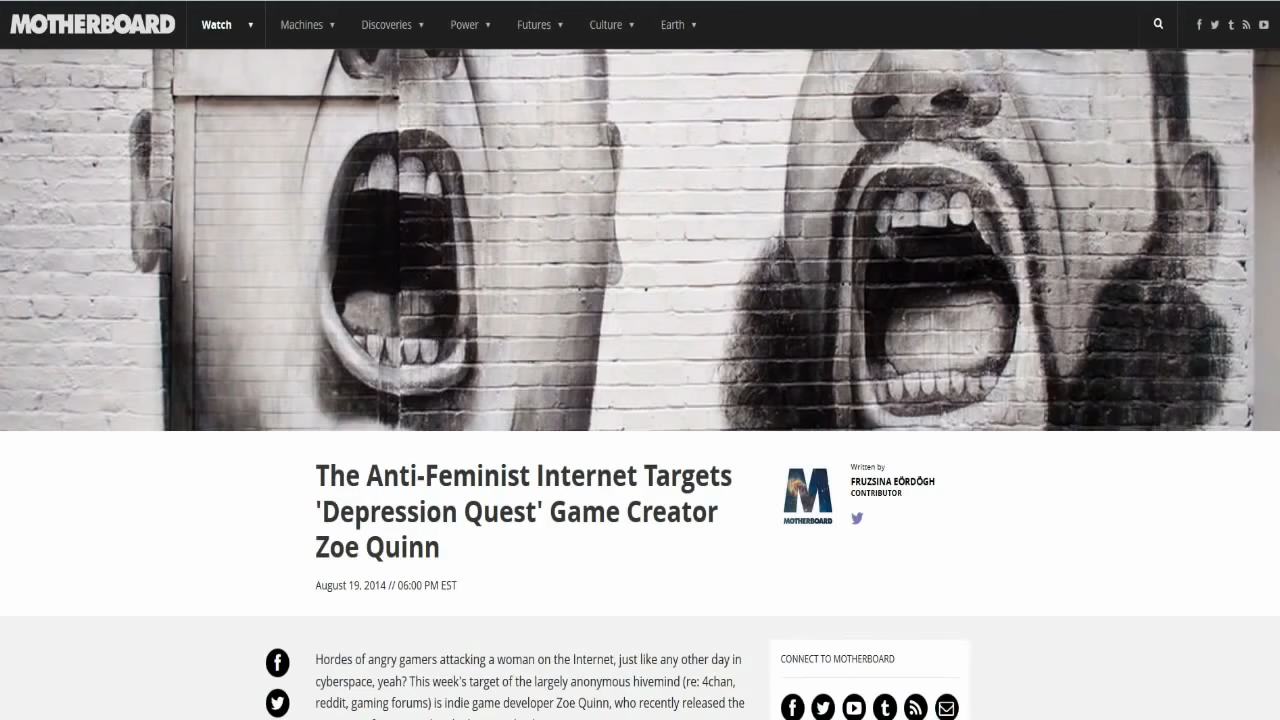 MOTHERBOARD
Watch Machines Discoveries Power Futures Culture Earth
The Anti-Feminist Internet Targets
'Depression Quest' Game Creator
Zoe Quinn
August 19, 2014 // 06:00 PM EST
MOTHERBOARD
Written by
FRUZSINA EÖRDÖGH
CONTRIBUTOR
Hordes of angry gamers attacking a woman on the Internet, just like any other day in
cyberspace, yeah? This week's target of the largely anonymous hivemind (re: 4chan,
reddit, gaming forums) is indie game developer Zoe Quinn, who recently released the
CONNECT TO MOTHERBOARD